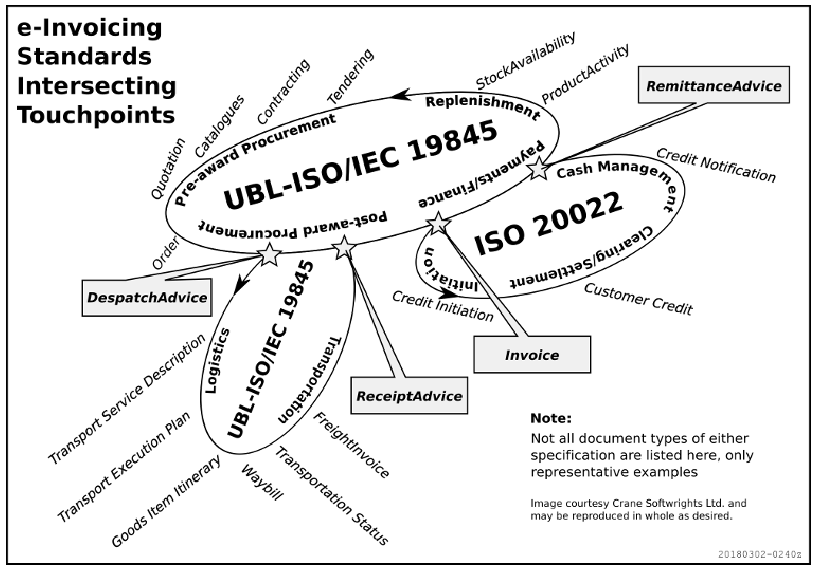 e-Invoicing
Standards
Intersecting
Touchpoints
Quotation
Catalogues
Contracting
Tendering
StockAvailability
ProductActivity
RemittanceAdvice
Pre-award Procurement
Replenishment
UBL-ISO/IEC 19845
Payments/Finance
Post-award Procurement
Order
Cash Management
Credit Notification
ISO 20022
Clearing/Settlement
Initiation
Credit Initiation
Customer Credit
DespatchAdvice
Invoice
ReceiptAdvice
Logistics
UBL-ISO/IEC 19845
Transportation
Transport Service Description
Transport Execution Plan
Goods Item Itinerary
Waybill
Transportation Status
FreightInvoice
Note:
Not all document types of either
specification are listed here, only
representative examples
Image courtesy Crane Softwrights Ltd. and
may be reproduced in whole as desired.
20180302-0240z